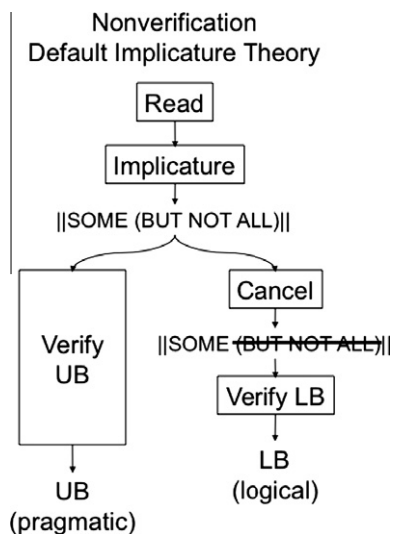 Nonverification
Default Implicature Theory
Read
Implicature
||SOME (BUT NOT ALL)||
Cancel
||SOME (BUT NOT ALL)||
Verify
UB
Verify LB
UB
(pragmatic)
LB
(logical)